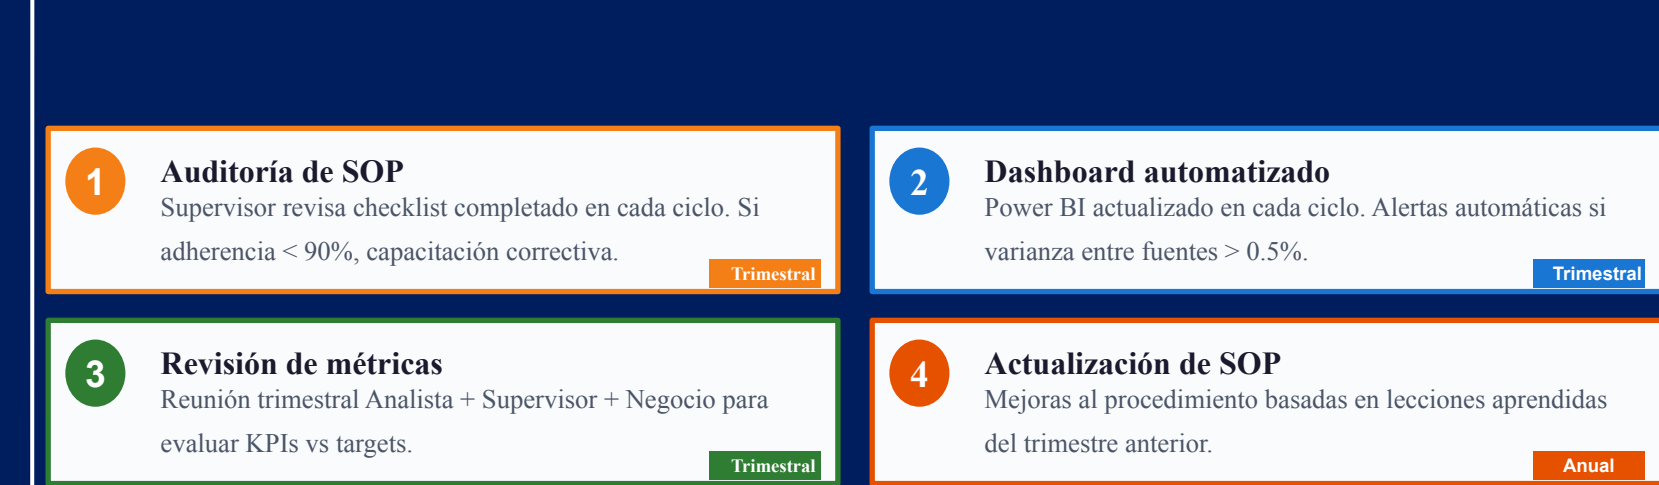 1
Auditoría de SOP
Supervisor revisa checklist completado en cada ciclo. Si
adherencia < 90%, capacitación correctiva.
Trimestral
2
Dashboard automatizado
Power BI actualizado en cada ciclo. Alertas automáticas si
varianza entre fuentes > 0.5%.
Trimestral
3
Revisión de métricas
Reunión trimestral Analista + Supervisor + Negocio para
evaluar KPIs vs targets.
Trimestral
4
Actualización de SOP
Mejoras al procedimiento basadas en lecciones aprendidas
del trimestre anterior.
Anual